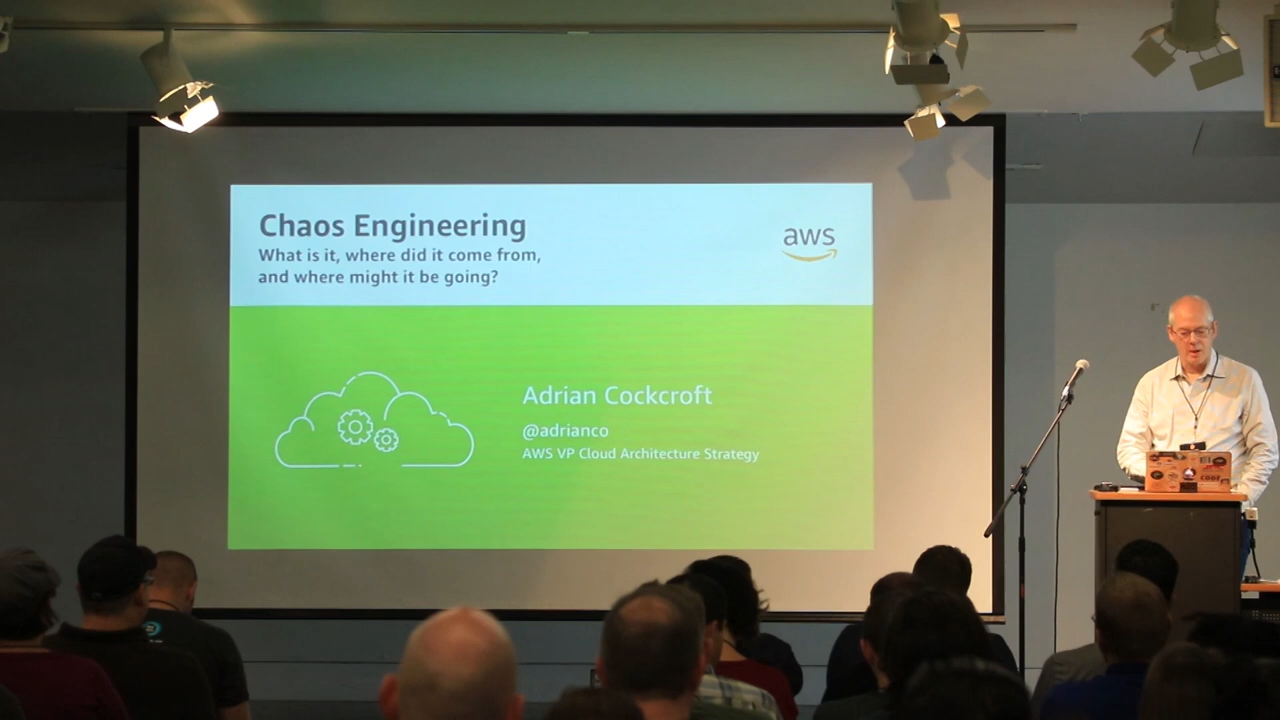 Chaos Engineering
What is it, where did it come from,
and where might it be going?
aws
Adrian Cockcroft
@adrianco
AWS VP Cloud Architecture Strategy